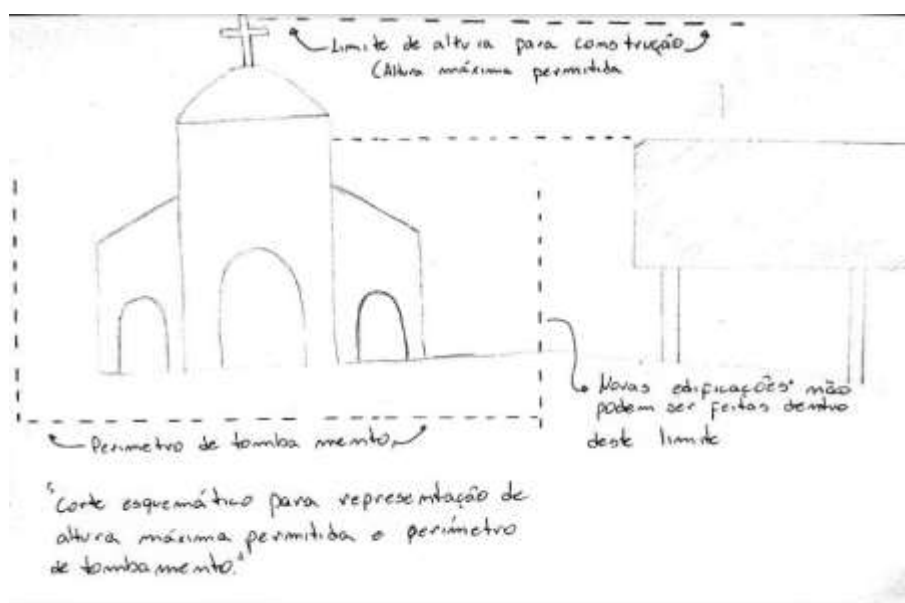 Limite de altura para construção
(Altura máxima permitida
Novas edificações não
podem ser feitas dentro
deste limite
Perimetro de tombamento
"Corte esquemático para represmtação de
altura máxima permitida e perímetro
de tombamento."